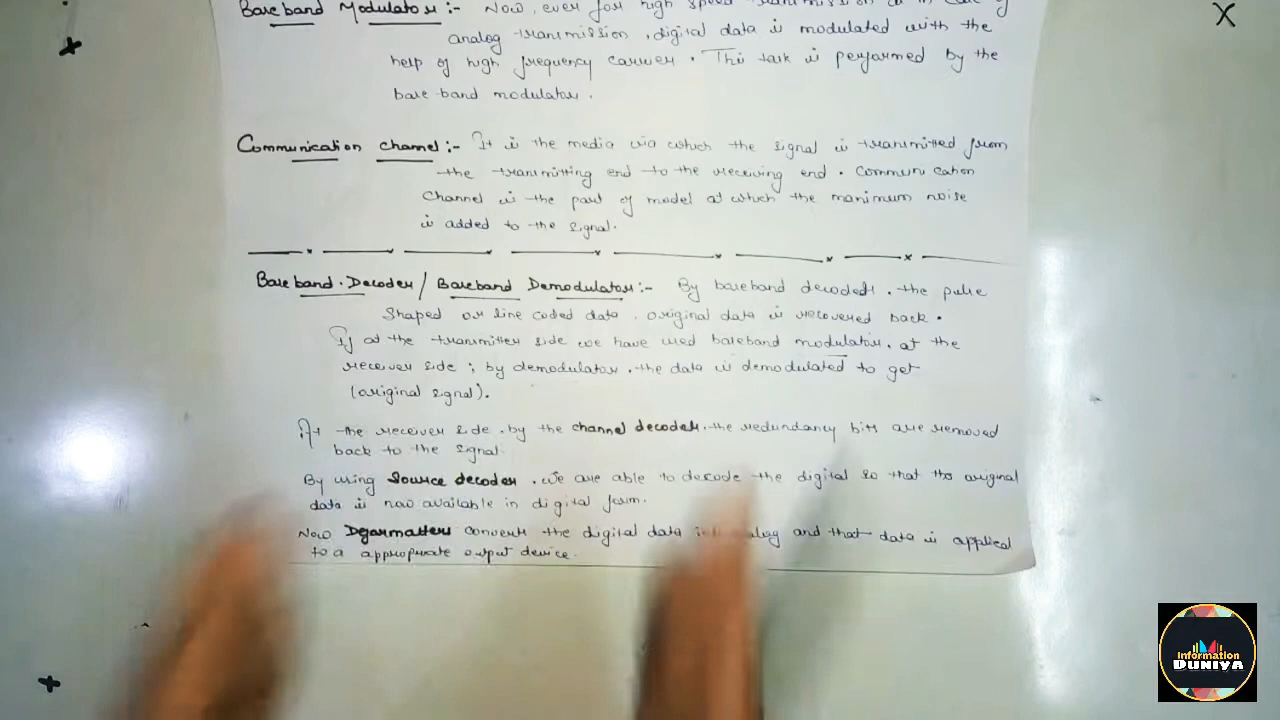 Base band Modulator :- Now, even for high speed transmission as in case of
analog transmission, digital data is modulated with the
help of high frequency carrier. This task is performed by the
base band modulator.
Communication channel :- It is the media via which the signal is transmitted from
the transmitting end to the receiving end. Communication
Channel is the part of model at which the maximum noise
is added to the signal.
Base band. Decoder / Baseband Demodulator :- By baseband decoder, the pulse
Shaped or line coded data, original data is recovered back.
If at the transmitter side we have used baseband modulator, at the
receiver side ; by demodulator, the data is demodulated to get
(original signal).
At the receiver side, by the channel decoder, the redundancy bits are removed
back to the signal.
By using Source decoder, we are able to decode the digital so that the original
data is now available in digital form.
Now Deformatters converts the digital data into analog and that data is applied
to a appropriate output device.
Information
DUNIYA